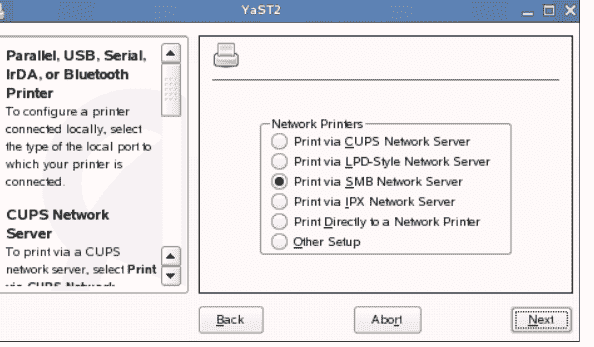 YaST2
Parallel, USB, Serial,
IrDA, or Bluetooth
Printer
To configure a printer
connected locally, select
the type of the local port to
which your printer is
connected.
CUPS Network
Server
To print via a CUPS
network server, select Print
via CUPS Network
Network Printers
Print via CUPS Network Server
Print via LPD-Style Network Server
Print via SMB Network Server
Print via IPX Network Server
Print Directly to a Network Printer
Other Setup
Back
Abort
Next